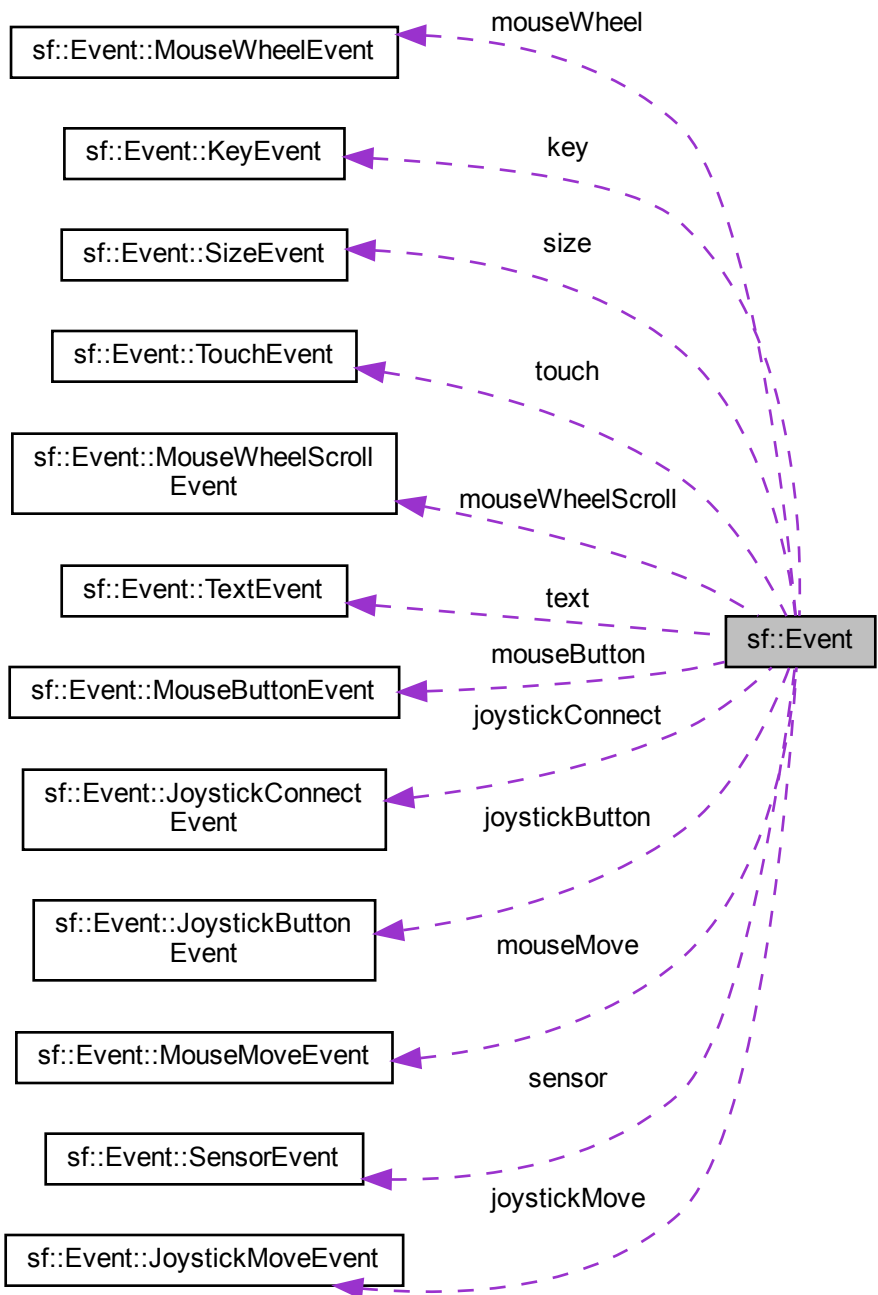 mouseWheel
sf::Event::MouseWheelEvent
key
sf::Event::KeyEvent
size
sf::Event::SizeEvent
touch
sf::Event::TouchEvent
sf::Event::MouseWheelScroll
Event
mouseWheelScroll
text
sf::Event::TextEvent
sf::Event
mouseButton
sf::Event::MouseButtonEvent
joystickConnect
sf::Event::JoystickConnect
Event
joystickButton
sf::Event::JoystickButton
Event
mouseMove
sf::Event::MouseMoveEvent
sensor
sf::Event::SensorEvent
joystickMove
sf::Event::JoystickMoveEvent